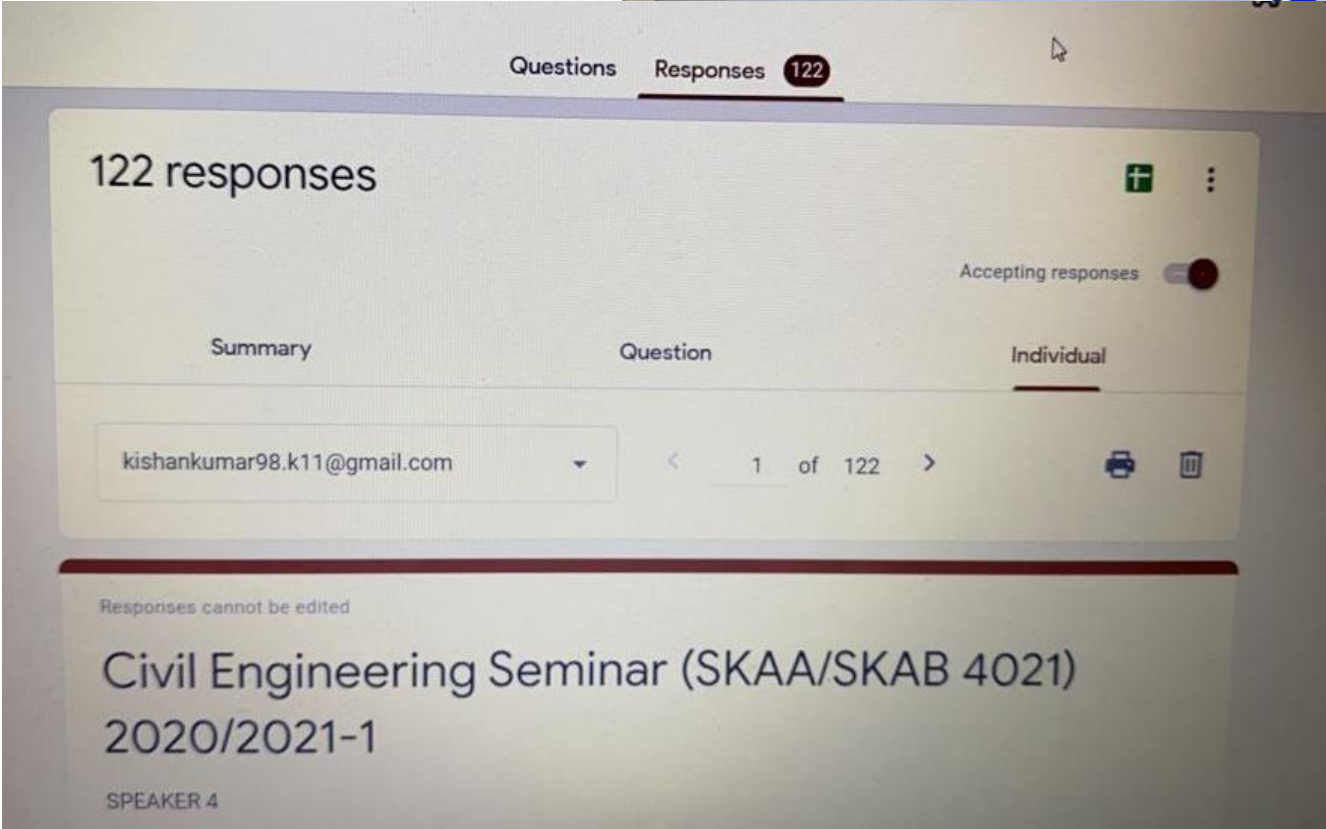 Questions Responses 122
122 responses
Accepting responses
Summary Question Individual
kishankumar98.k11@gmail.com 1 of 122
Responses cannot be edited
Civil Engineering Seminar (SKAA/SKAB 4021)
2020/2021-1
SPEAKER 4